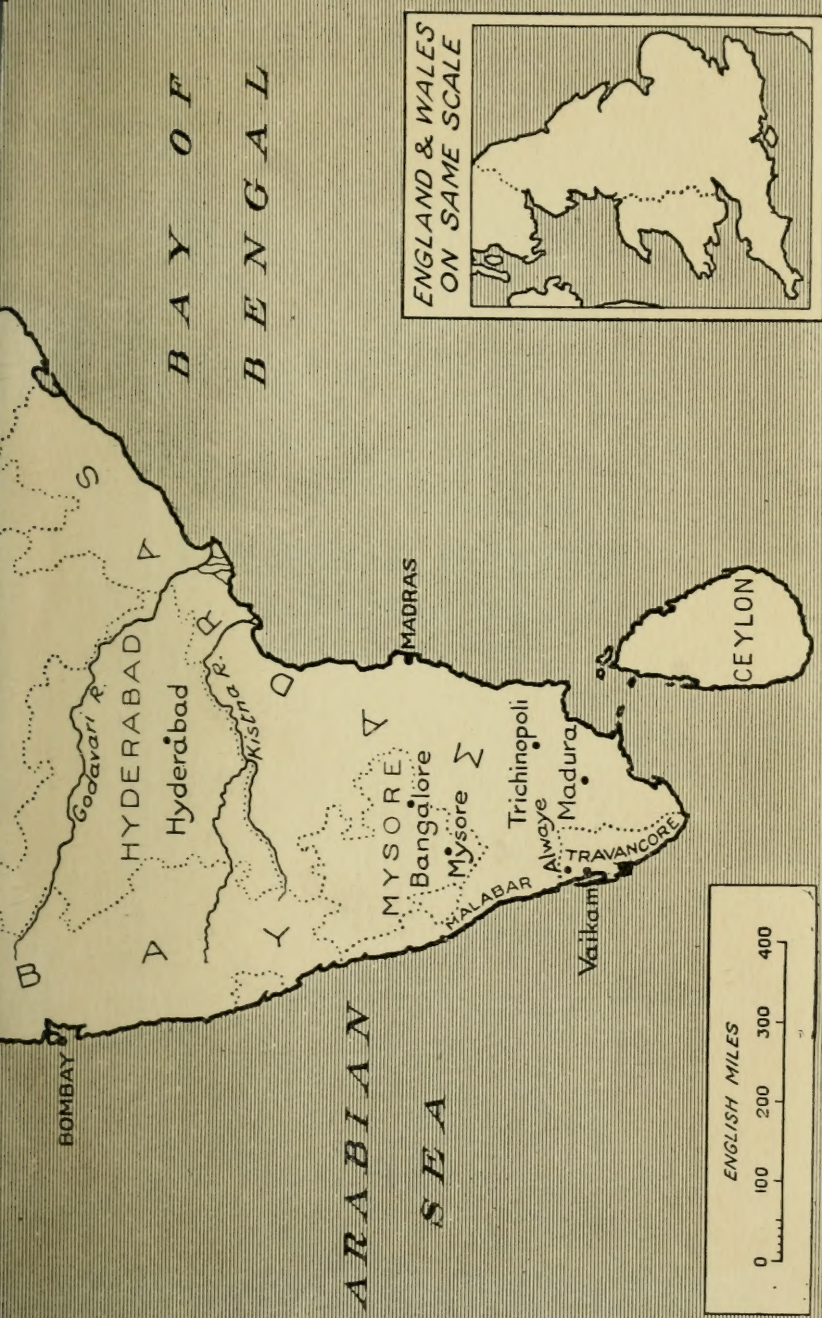 BAY OF
BENGAL
ENGLAND & WALES
ON SAME SCALE
BOMBAY
B A Y
Godavari R.
HYDERABAD
Hyderabad
Kistna R.
M A D R A S
MADRAS
MYSORE
Bangalore
Mysore
MALABAR
Trichinopoli
Alwaye
Madura
TRAVANCORE
Vaikam
CEYLON
ARABIAN
SEA
ENGLISH MILES
0 100 200 300 400